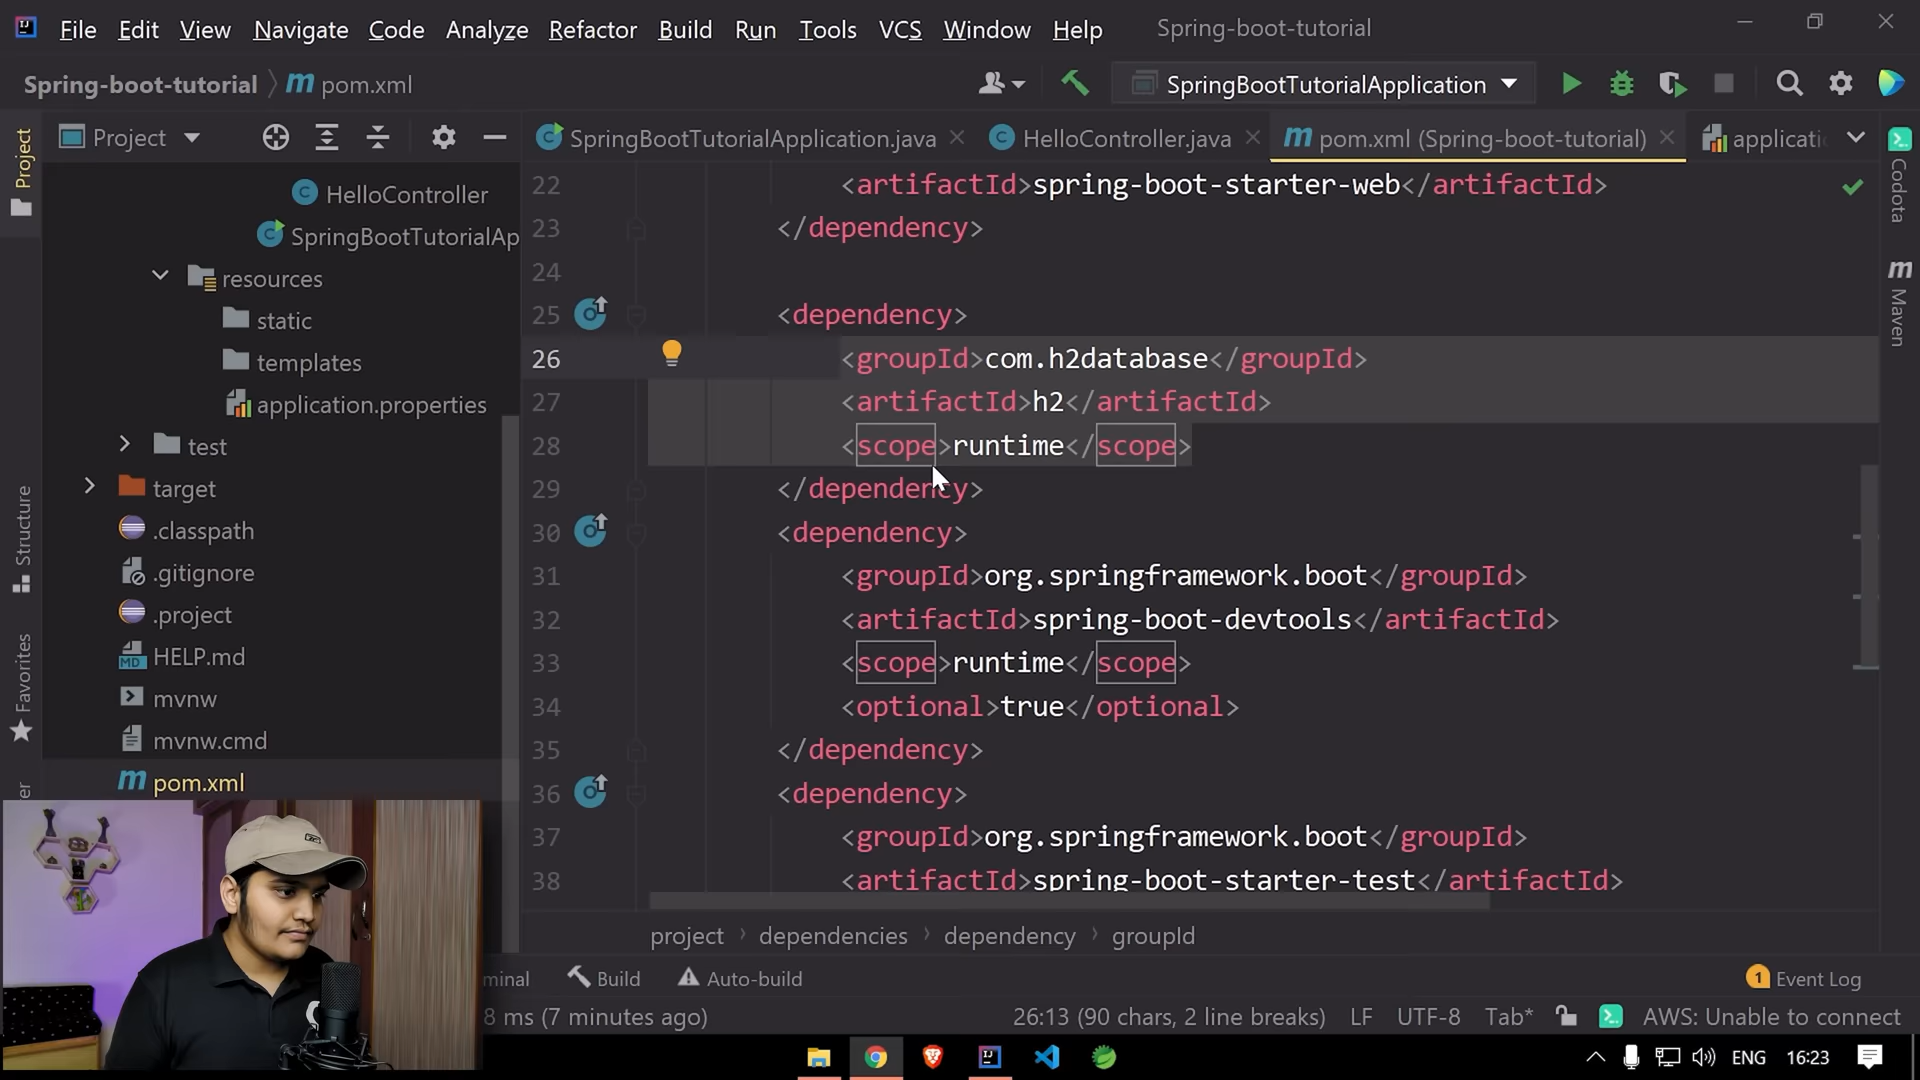 File Edit View Navigate Code Analyze Refactor Build Run Tools VCS Window Help Spring-boot-tutorial
Spring-boot-tutorial pom.xml SpringBootTutorialApplication
Project SpringBootTutorialApplication.java HelloController.java pom.xml (Spring-boot-tutorial) applicati
Project
Structure
Favorites
HelloController
SpringBootTutorialAp
resources
static
templates
application.properties
test
target
.classpath
.gitignore
.project
HELP.md
mvnw
mvnw.cmd
pom.xml
22 <artifactId>spring-boot-starter-web</artifactId>
23 </dependency>
24
25 <dependency>
26 <groupId>com.h2database</groupId>
27 <artifactId>h2</artifactId>
28 <scope>runtime</scope>
29 </dependency>
30 <dependency>
31 <groupId>org.springframework.boot</groupId>
32 <artifactId>spring-boot-devtools</artifactId>
33 <scope>runtime</scope>
34 <optional>true</optional>
35 </dependency>
36 <dependency>
37 <groupId>org.springframework.boot</groupId>
38 <artifactId>spring-boot-starter-test</artifactId>
Codota
Maven
project dependencies dependency groupId
minal Build Auto-build 1 Event Log
8 ms (7 minutes ago) 26:13 (90 chars, 2 line breaks) LF UTF-8 Tab* AWS: Unable to connect
ENG 16:23